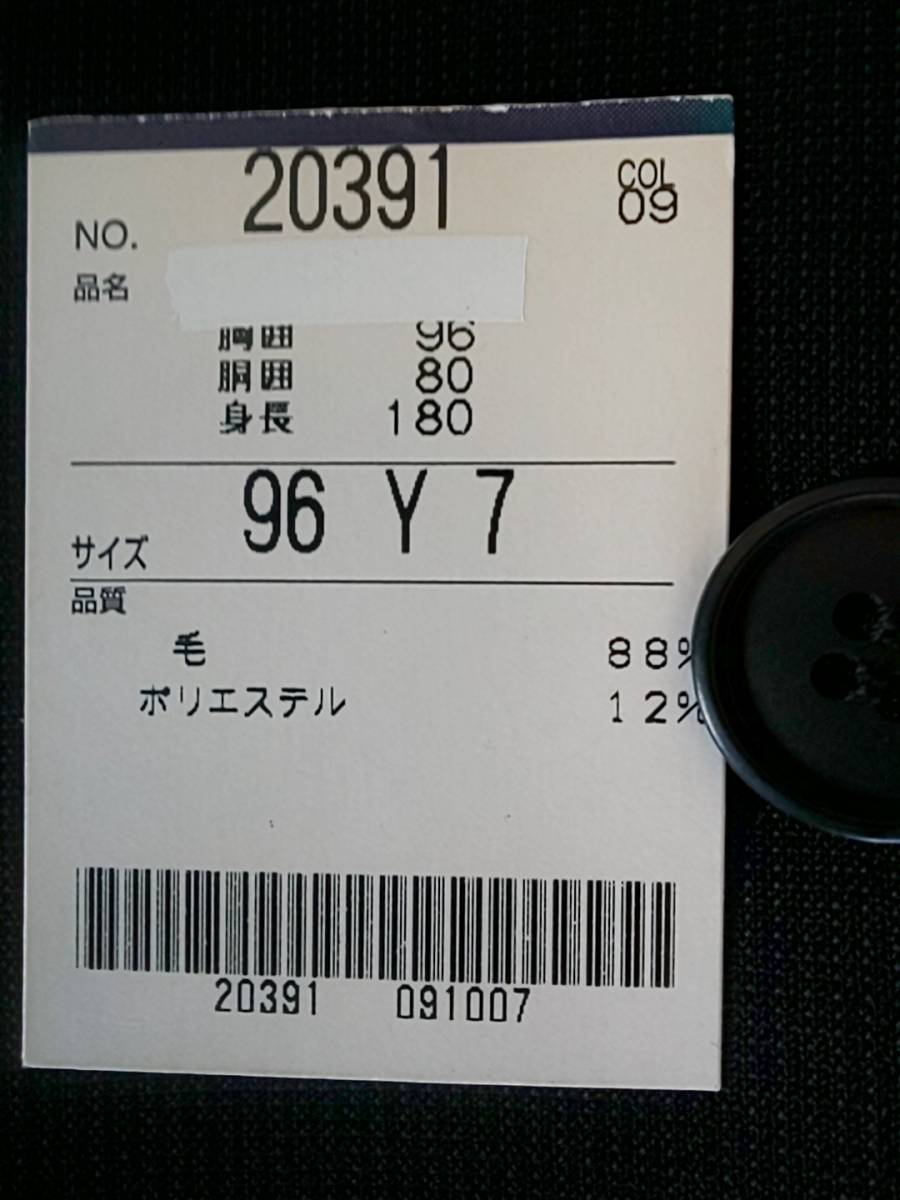 20391
COL
09
NO.
品名
胸囲 96
胴囲 80
身長 180
サイズ 96 Y 7
品質
毛 88%
ポリエステル 12%
20391 091007